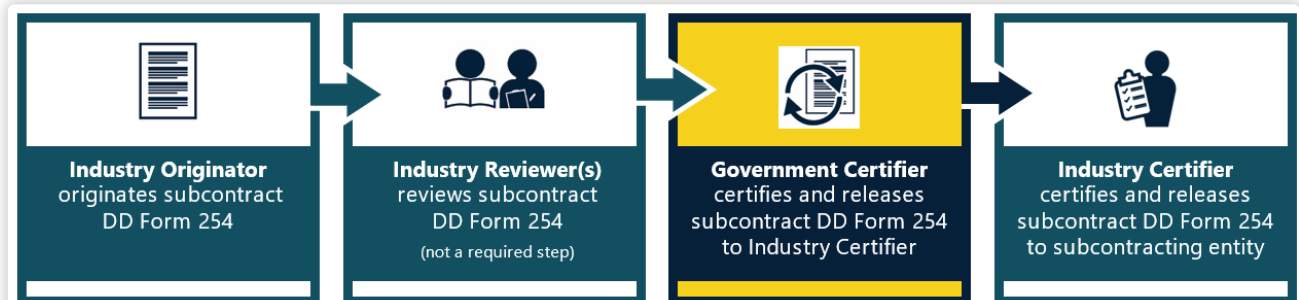 Industry Originator
originates subcontract
DD Form 254
Industry Reviewer(s)
reviews subcontract
DD Form 254
(not a required step)
Government Certifier
certifies and releases
subcontract DD Form 254
to Industry Certifier
Industry Certifier
certifies and releases
subcontract DD Form 254
to subcontracting entity